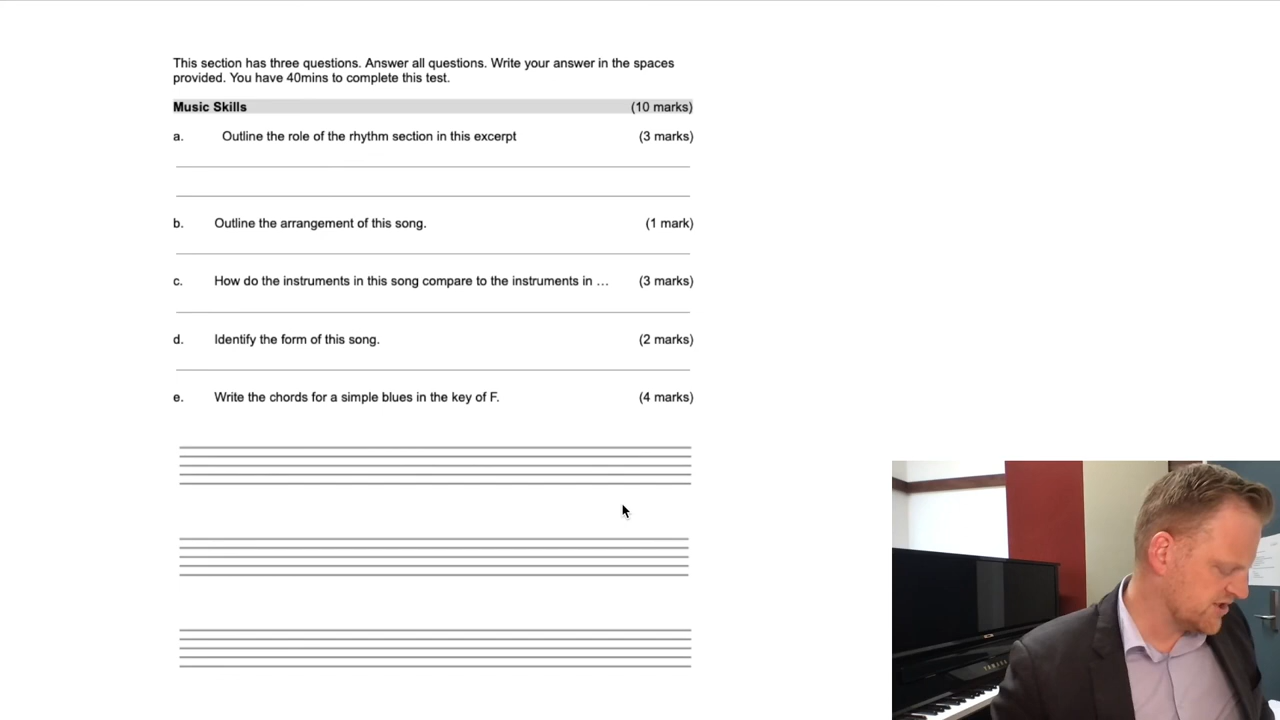 This section has three questions. Answer all questions. Write your answer in the spaces
provided. You have 40mins to complete this test.
Music Skills (10 marks)
a. Outline the role of the rhythm section in this excerpt (3 marks)
b. Outline the arrangement of this song. (1 mark)
c. How do the instruments in this song compare to the instruments in … (3 marks)
d. Identify the form of this song. (2 marks)
e. Write the chords for a simple blues in the key of F. (4 marks)
YAMAHA